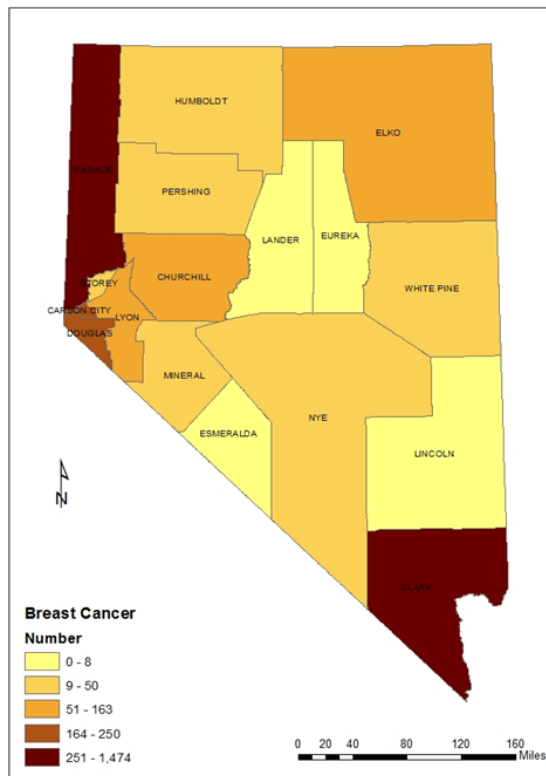 HUMBOLDT
ELKO
WASHOE
PERSHING
LANDER
EUREKA
CHURCHILL
STOREY
WHITE PINE
CARSON CITY
LYON
DOUGLAS
MINERAL
NYE
ESMERALDA
LINCOLN
N
CLARK
Breast Cancer
Number
0 - 8
9 - 50
51 - 163
164 - 250
251 - 1,474
0 20 40 80 120 160
Miles